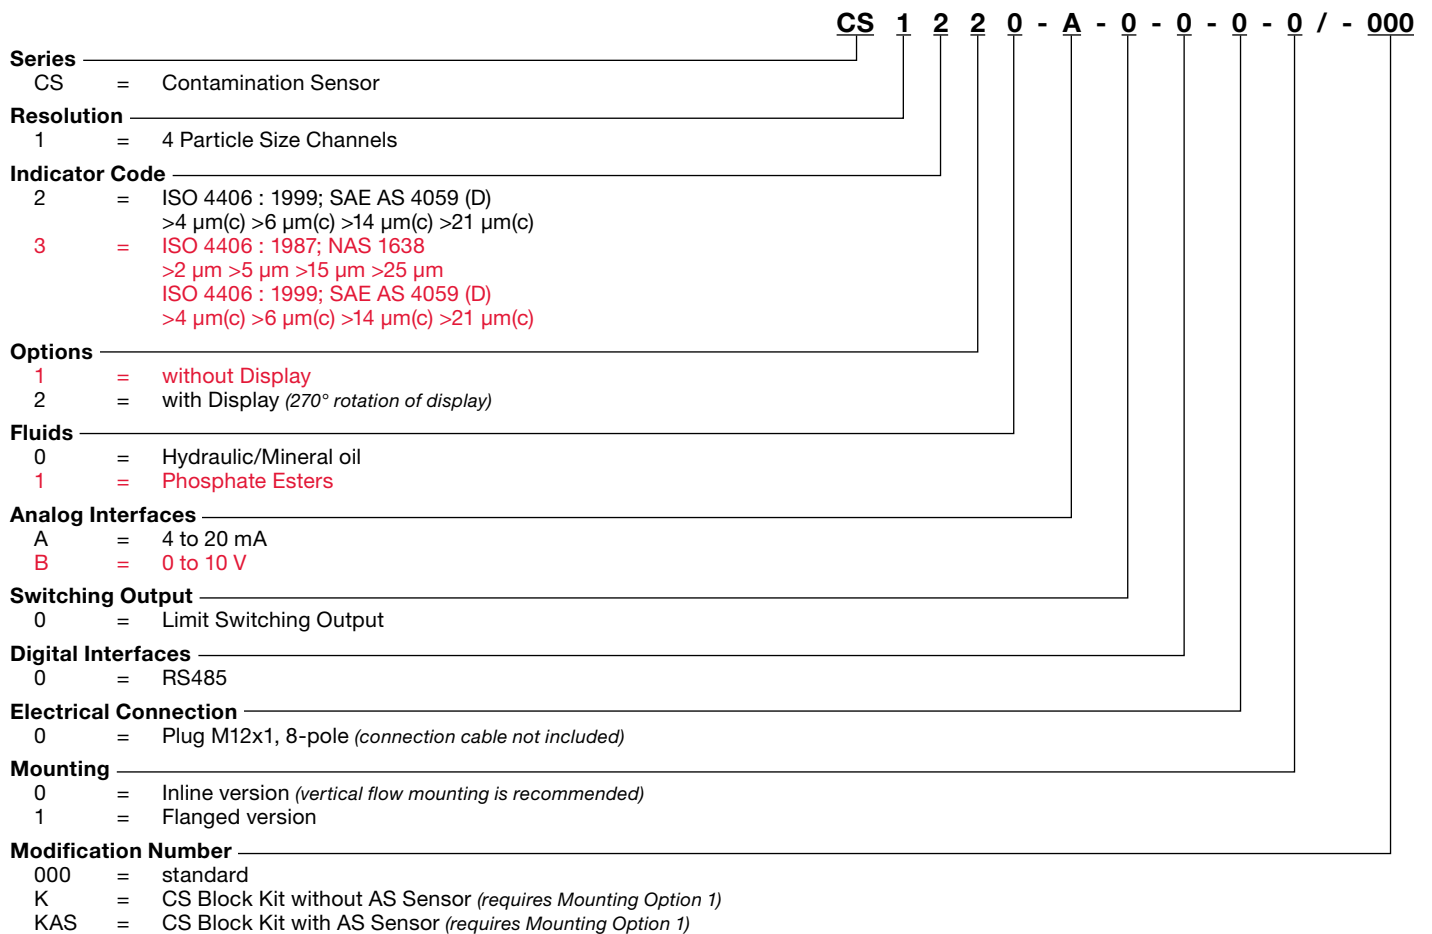 CS 1 2 2 0 - A - 0 - 0 - 0 - 0 / - 000
Series
CS = Contamination Sensor
Resolution
1 = 4 Particle Size Channels
Indicator Code
2 = ISO 4406 : 1999; SAE AS 4059 (D)
>4 µm(c) >6 µm(c) >14 µm(c) >21 µm(c)
3 = ISO 4406 : 1987; NAS 1638
>2 µm >5 µm >15 µm >25 µm
ISO 4406 : 1999; SAE AS 4059 (D)
>4 µm(c) >6 µm(c) >14 µm(c) >21 µm(c)
Options
1 = without Display
2 = with Display (270° rotation of display)
Fluids
0 = Hydraulic/Mineral oil
1 = Phosphate Esters
Analog Interfaces
A = 4 to 20 mA
B = 0 to 10 V
Switching Output
0 = Limit Switching Output
Digital Interfaces
0 = RS485
Electrical Connection
0 = Plug M12x1, 8-pole (connection cable not included)
Mounting
0 = Inline version (vertical flow mounting is recommended)
1 = Flanged version
Modification Number
000 = standard
K = CS Block Kit without AS Sensor (requires Mounting Option 1)
KAS = CS Block Kit with AS Sensor (requires Mounting Option 1)